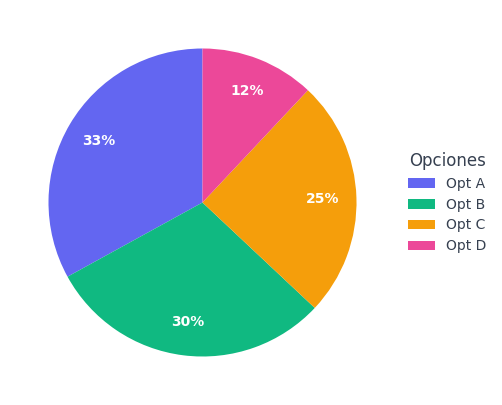 12%
33%
25%
30%
Opciones
Opt A
Opt B
Opt C
Opt D